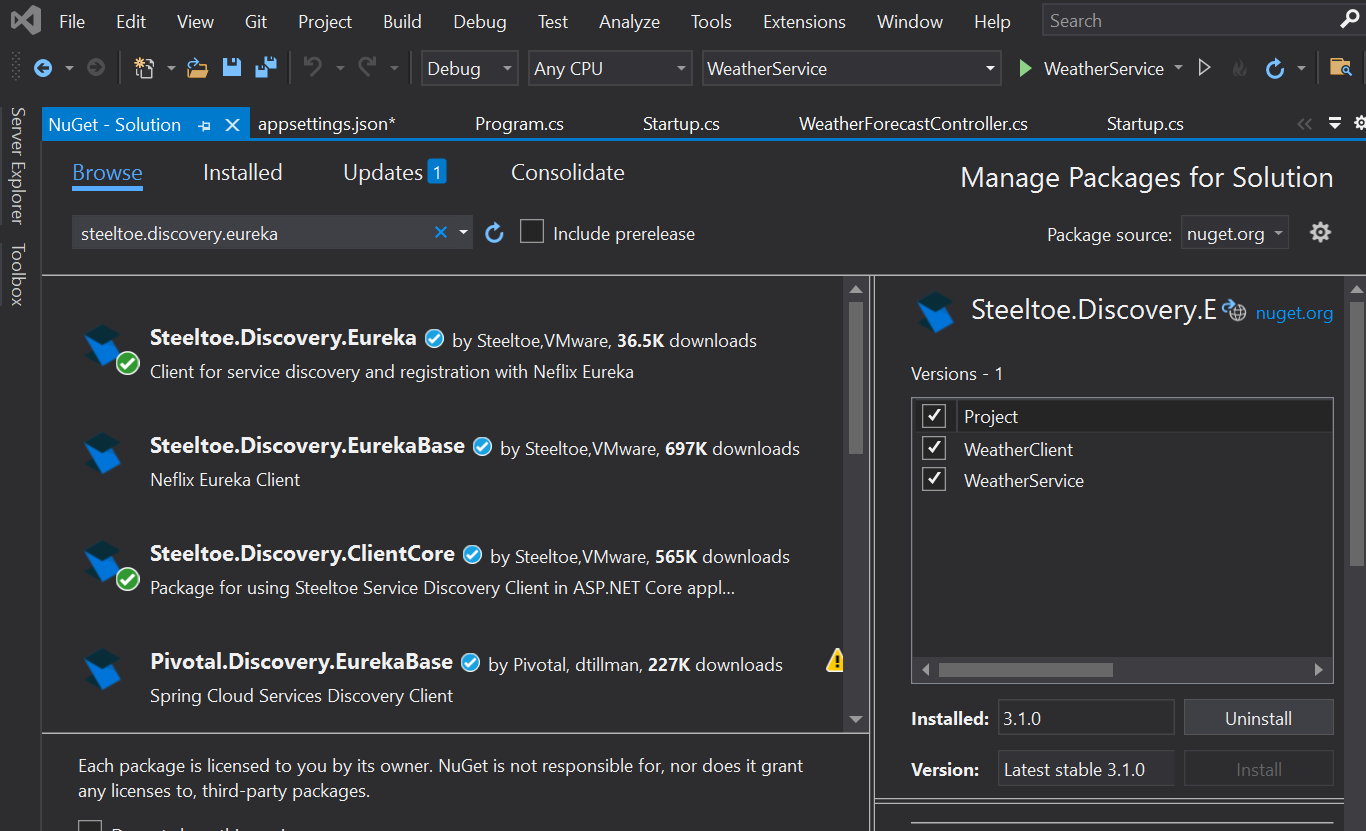 File Edit View Git Project Build Debug Test Analyze Tools Extensions Window Help Search
Debug Any CPU WeatherService WeatherService
Server Explorer
Toolbox
NuGet - Solution appsettings.json* Program.cs Startup.cs WeatherForecastController.cs Startup.cs
Browse Installed Updates 1 Consolidate
Manage Packages for Solution
steeltoe.discovery.eureka Include prerelease
Package source: nuget.org
Steeltoe.Discovery.Eureka by Steeltoe,VMware, 36.5K downloads
Client for service discovery and registration with Neflix Eureka
Steeltoe.Discovery.EurekaBase by Steeltoe,VMware, 697K downloads
Neflix Eureka Client
Steeltoe.Discovery.ClientCore by Steeltoe,VMware, 565K downloads
Package for using Steeltoe Service Discovery Client in ASP.NET Core appl...
Pivotal.Discovery.EurekaBase by Pivotal, dtillman, 227K downloads
Spring Cloud Services Discovery Client
Each package is licensed to you by its owner. NuGet is not responsible for, nor does it grant
any licenses to, third-party packages.
Steeltoe.Discovery.E nuget.org
Versions - 1
Project
WeatherClient
WeatherService
Installed: 3.1.0 Uninstall
Version: Latest stable 3.1.0 Install